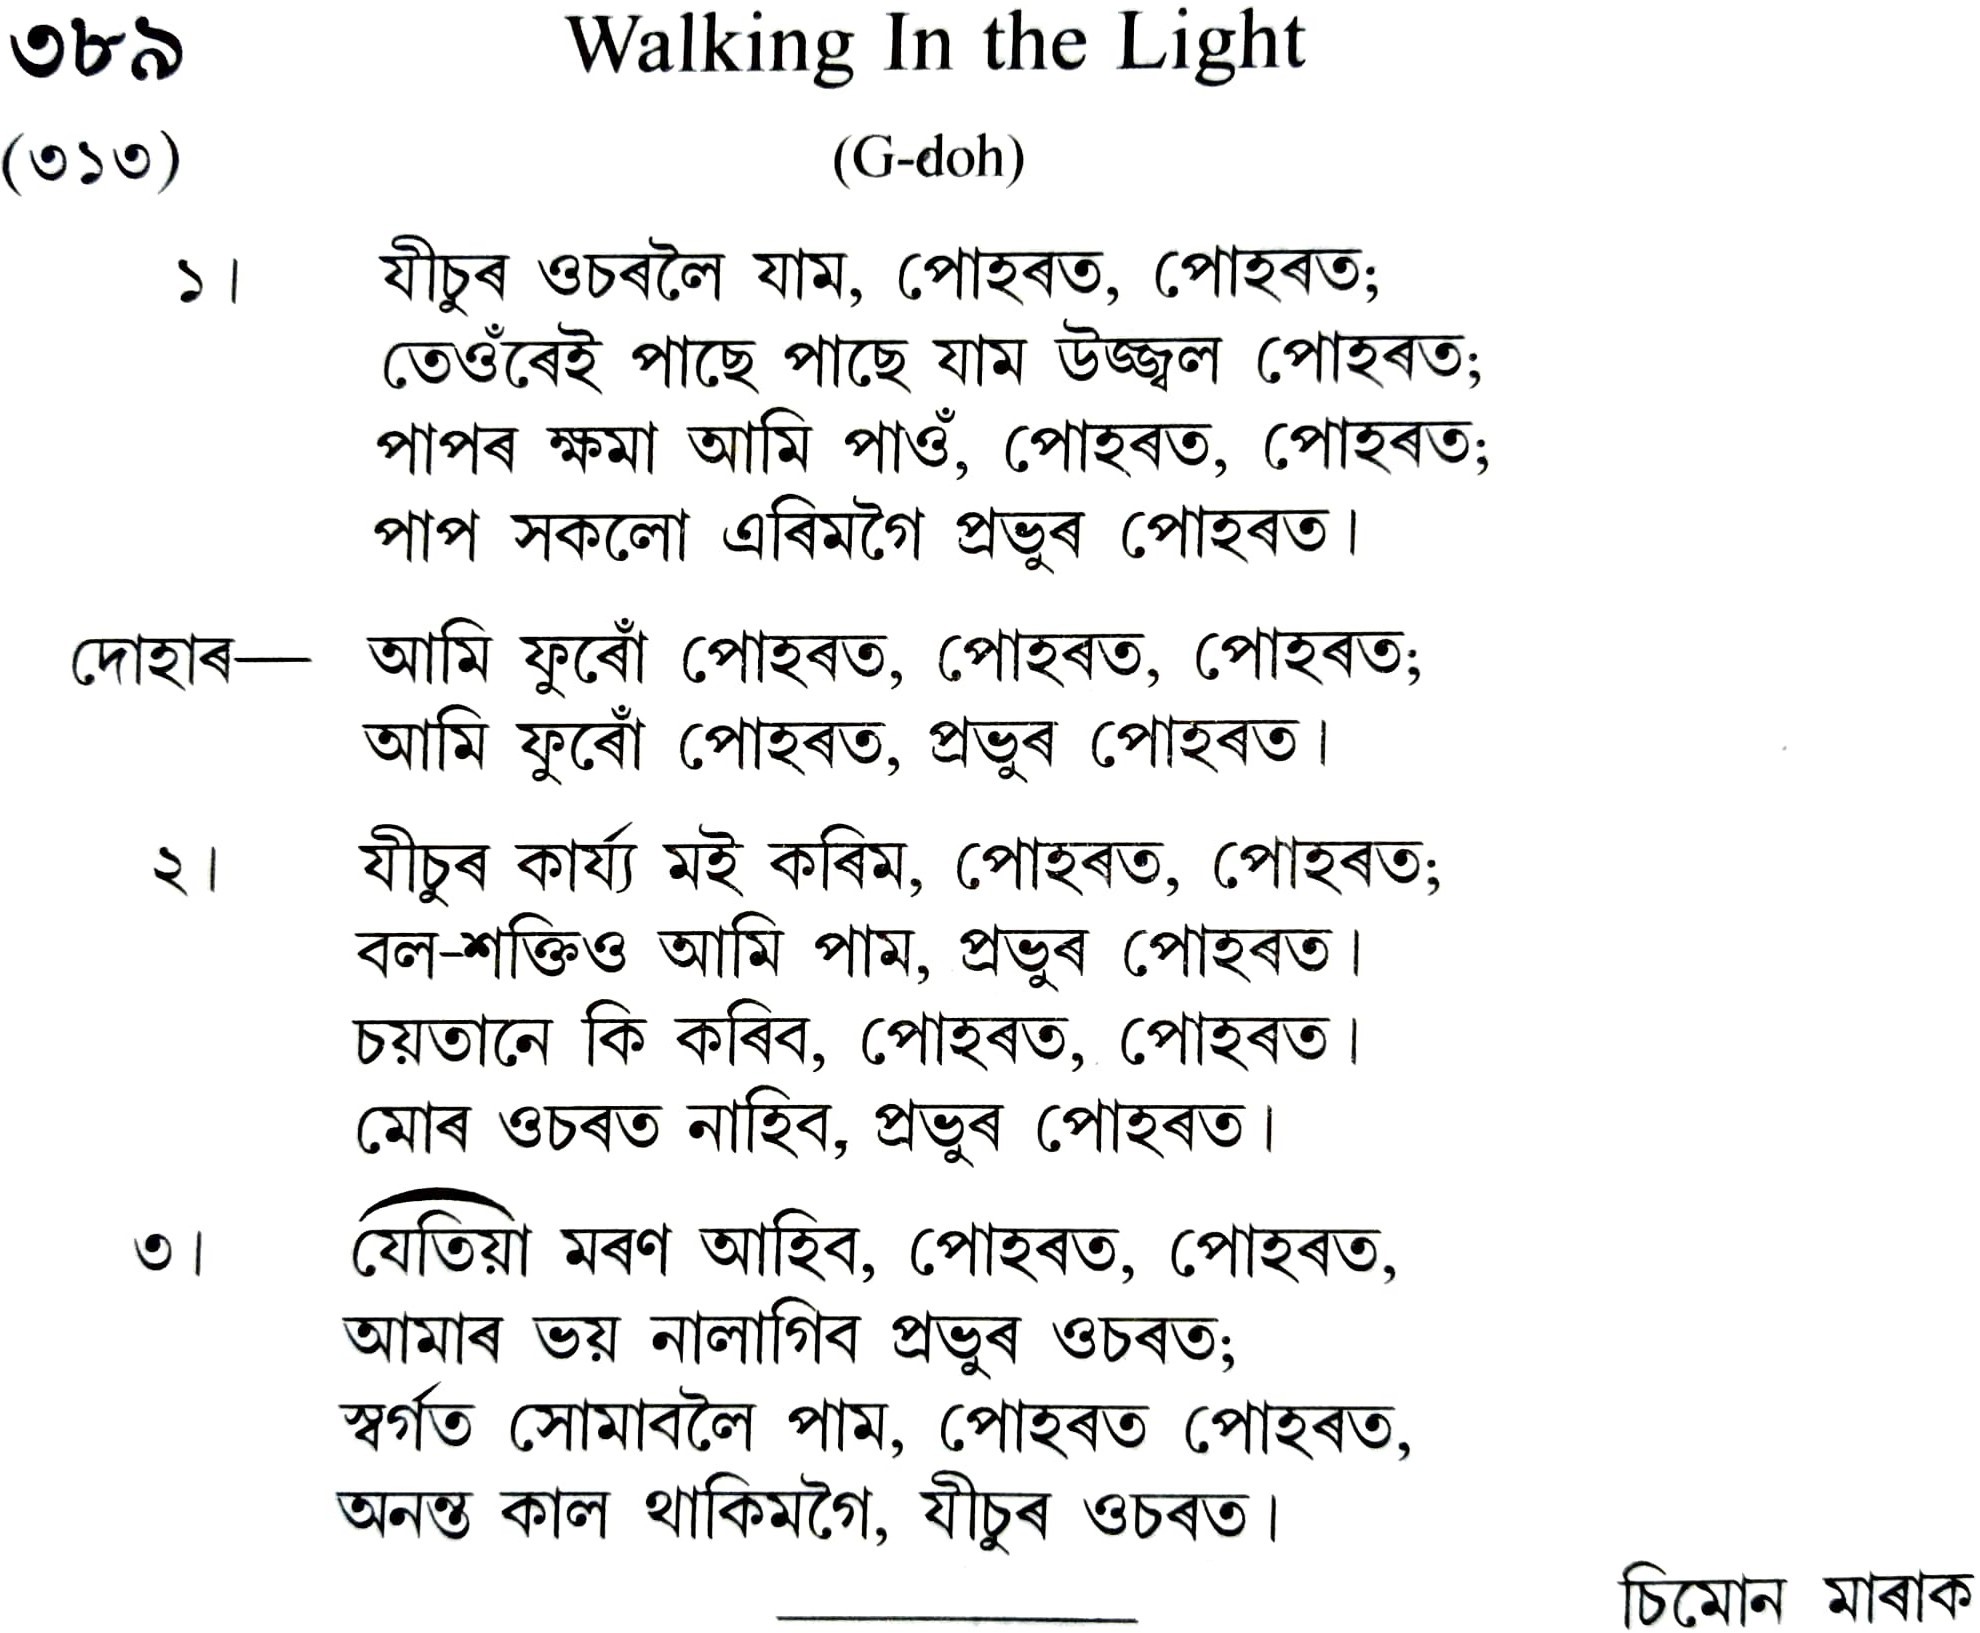 ৩৮৯ Walking In the Light
(৩১৩) (G-doh)
১। যীচুৰ ওচৰলৈ যাম, পোহৰত, পোহৰত;
তেওঁৰেই পাছে পাছে যাম উজ্জ্বল পোহৰত;
পাপৰ ক্ষমা আমি পাওঁ, পোহৰত, পোহৰত;
পাপ সকলো এৰিমগৈ প্ৰভুৰ পোহৰত।
দোহাৰ— আমি ফুৰোঁ পোহৰত, পোহৰত, পোহৰত;
আমি ফুৰোঁ পোহৰত, প্ৰভুৰ পোহৰত।
২। যীচুৰ কাৰ্য্য মই কৰিম, পোহৰত, পোহৰত;
বল-শক্তিও আমি পাম, প্ৰভুৰ পোহৰত।
চয়তানে কি কৰিব, পোহৰত, পোহৰত।
মোৰ ওচৰত নাহিব, প্ৰভুৰ পোহৰত।
৩। যেতিয়া মৰণ আহিব, পোহৰত, পোহৰত,
আমাৰ ভয় নালাগিব প্ৰভুৰ ওচৰত;
স্বৰ্গত সোমাবলৈ পাম, পোহৰত পোহৰত,
অনন্ত কাল থাকিমগৈ, যীচুৰ ওচৰত।
চিমোন মাৰাক